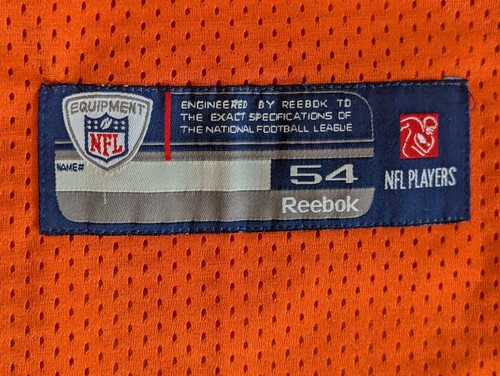 EQUIPMENT
NFL
ENGINEERED BY REEBOK TO
THE EXACT SPECIFICATIONS OF
THE NATIONAL FOOTBALL LEAGUE
NAME#
54
Reebok
NFL PLAYERS